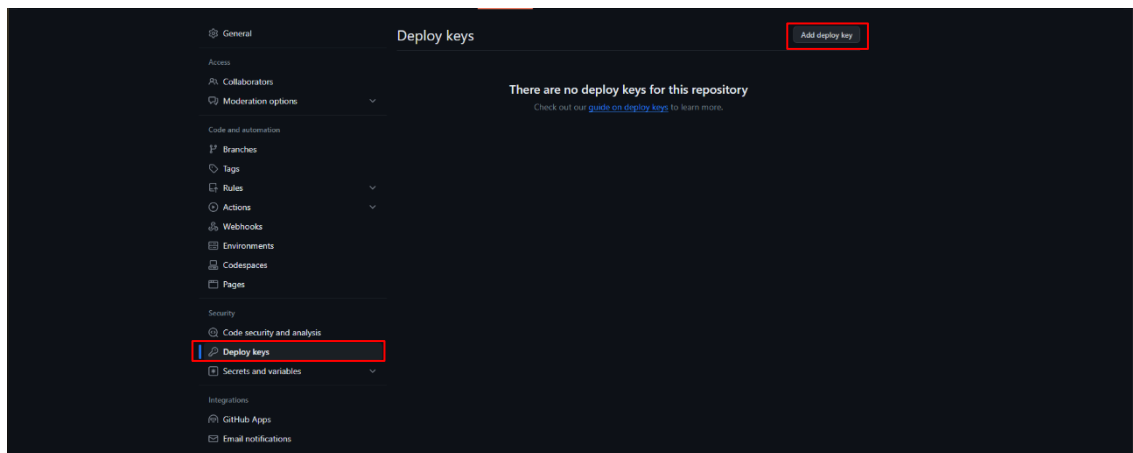 General
Access
Collaborators
Moderation options
Code and automation
Branches
Tags
Rules
Actions
Webhooks
Environments
Codespaces
Pages
Security
Code security and analysis
Deploy keys
Secrets and variables
Integrations
GitHub Apps
Email notifications
Deploy keys
Add deploy key
There are no deploy keys for this repository
Check out our guide on deploy keys to learn more.